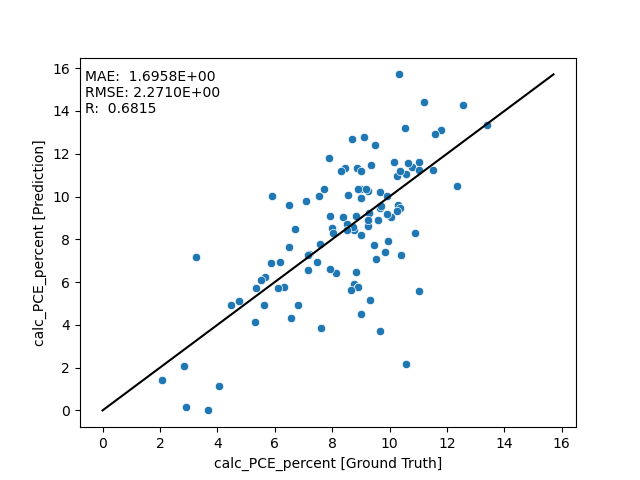 16
14
12
10
8
6
4
2
0
MAE:  1.6958E+00
RMSE: 2.2710E+00
R:  0.6815
calc_PCE_percent [Prediction]
0 2 4 6 8 10 12 14 16
calc_PCE_percent [Ground Truth]